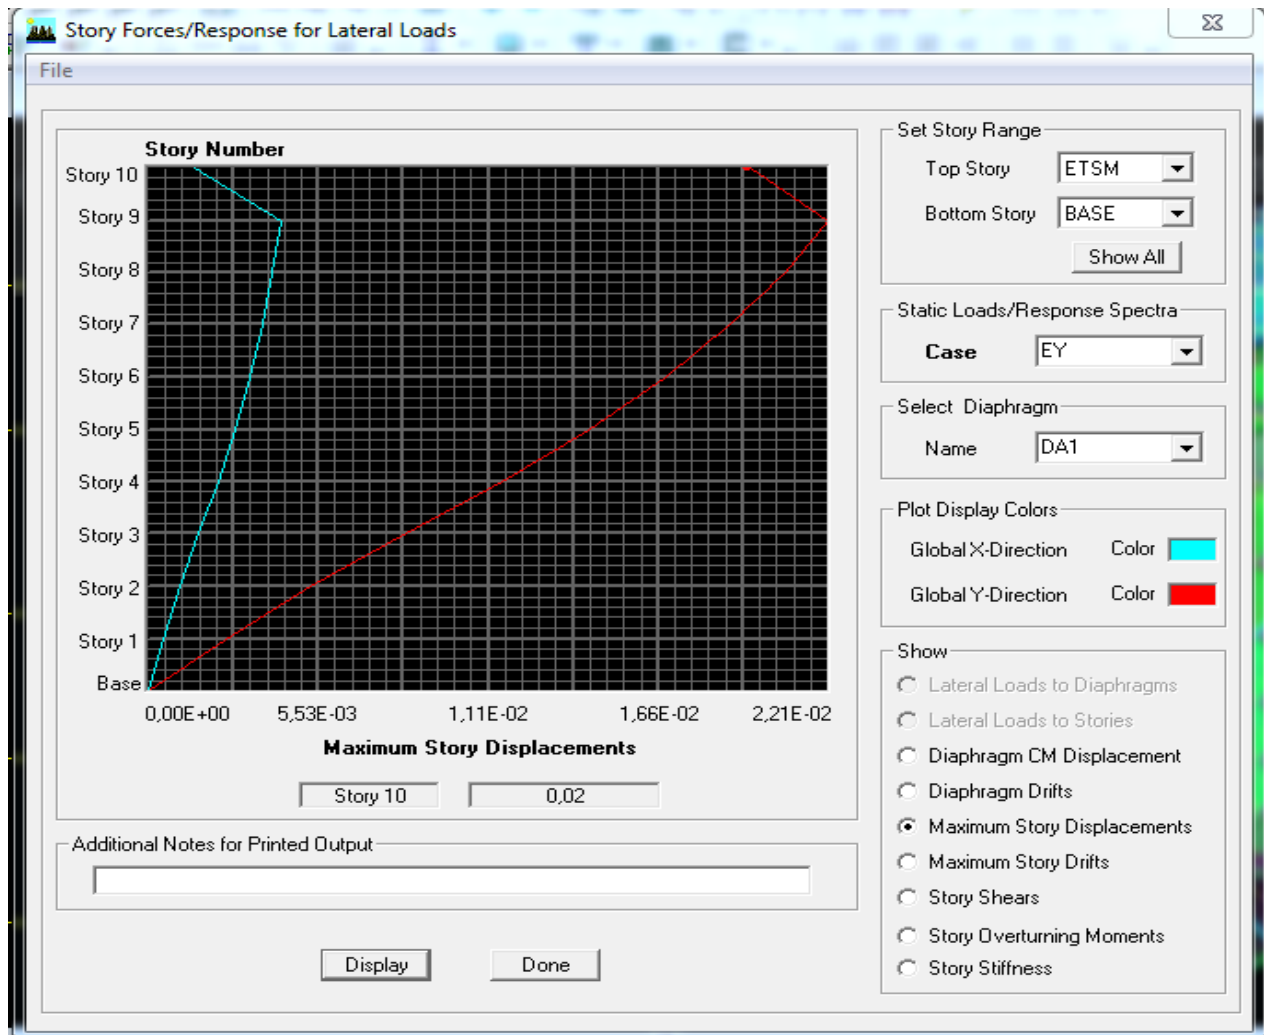 Story Forces/Response for Lateral Loads
File
Story Number
Story 10
Story 9
Story 8
Story 7
Story 6
Story 5
Story 4
Story 3
Story 2
Story 1
Base
0,00E+00 5,53E-03 1,11E-02 1,66E-02 2,21E-02
Maximum Story Displacements
Story 10 0,02
Additional Notes for Printed Output
Display Done
Set Story Range
Top Story ETSM
Bottom Story BASE
Show All
Static Loads/Response Spectra
Case EY
Select Diaphragm
Name DA1
Plot Display Colors
Global X-Direction Color
Global Y-Direction Color
Show
Lateral Loads to Diaphragms
Lateral Loads to Stories
Diaphragm CM Displacement
Diaphragm Drifts
Maximum Story Displacements
Maximum Story Drifts
Story Shears
Story Overturning Moments
Story Stiffness